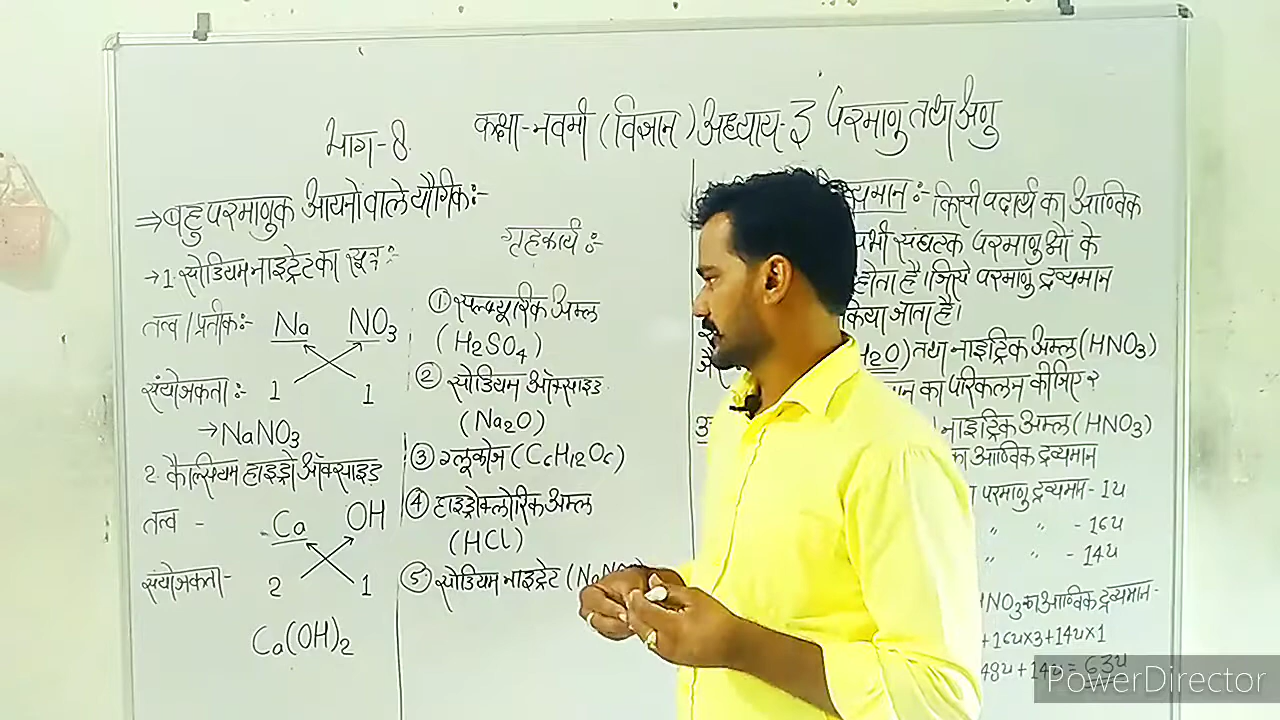 भाग-8
कक्षा-नवमी (विज्ञान) अध्याय-3 परमाणु तथा अणु
→ बहुपरमाणुक आयनों वाले यौगिक:-
→ 1. सोडियम नाइट्रेट का सूत्र:-
तत्व / प्रतीक:- Na NO3
संयोजकता:- 1 1
→ NaNO3
2. कैल्सियम हाइड्रोऑक्साइड
तत्व - Ca OH
संयोजकता- 2 1
Ca(OH)2
गृहकार्य:-
① सल्फ्यूरिक अम्ल
(H2SO4)
② सोडियम ऑक्साइड
(Na2O)
③ ग्लूकोज (C6H12O6)
④ हाइड्रोक्लोरिक अम्ल
(HCl)
⑤ सोडियम नाइट्रेट
:- किसी पदार्थ का आण्विक
सभी संघटक परमाणुओं के
होता है। जिसे परमाणु द्रव्यमान
किया जाता है।
H2O) तथा नाइट्रिक अम्ल (HNO3)
का परिकलन कीजिए?
नाइट्रिक अम्ल (HNO3)
का आण्विक द्रव्यमान
परमाणु द्रव्यमान - 1u
" " - 16u
" " - 14u
HNO3 का आण्विक द्रव्यमान-
+ 16u×3 + 14u×1
48u + 14u = 63u
PowerDirector